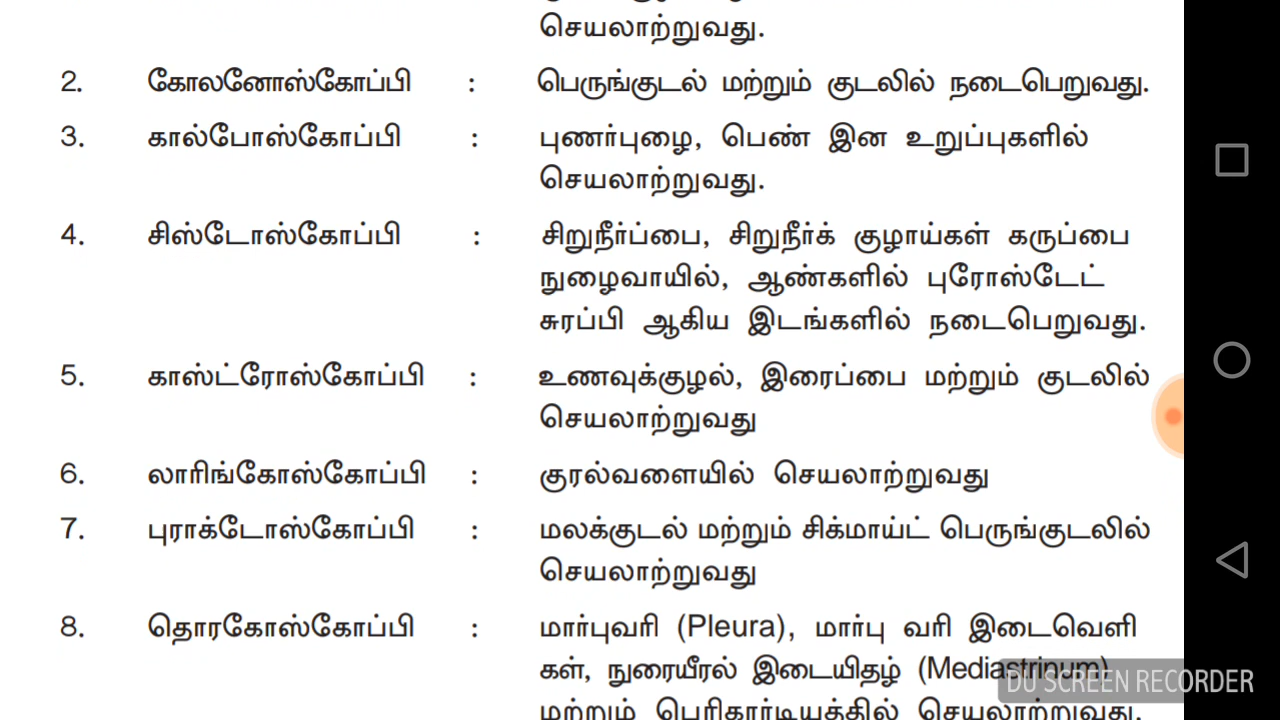 செயலாற்றுவது.
2. கோலனோஸ்கோப்பி : பெருங்குடல் மற்றும் குடலில் நடைபெறுவது.
3. கால்போஸ்கோப்பி : புணர்புழை, பெண் இன உறுப்புகளில்
செயலாற்றுவது.
4. சிஸ்டோஸ்கோப்பி : சிறுநீர்ப்பை, சிறுநீர்க் குழாய்கள் கருப்பை
நுழைவாயில், ஆண்களில் புரோஸ்டேட்
சுரப்பி ஆகிய இடங்களில் நடைபெறுவது.
5. காஸ்ட்ரோஸ்கோப்பி : உணவுக்குழல், இரைப்பை மற்றும் குடலில்
செயலாற்றுவது
6. லாரிங்கோஸ்கோப்பி : குரல்வளையில் செயலாற்றுவது
7. புராக்டோஸ்கோப்பி : மலக்குடல் மற்றும் சிக்மாய்ட் பெருங்குடலில்
செயலாற்றுவது
8. தொரகோஸ்கோப்பி : மார்புவரி (Pleura), மார்பு வரி இடைவெளி
கள், நுரையீரல் இடையிதழ் (Mediastrinum)
மற்றும் பெரிகார்டியத்தில் செயலாற்றுவது.
DU SCREEN RECORDER